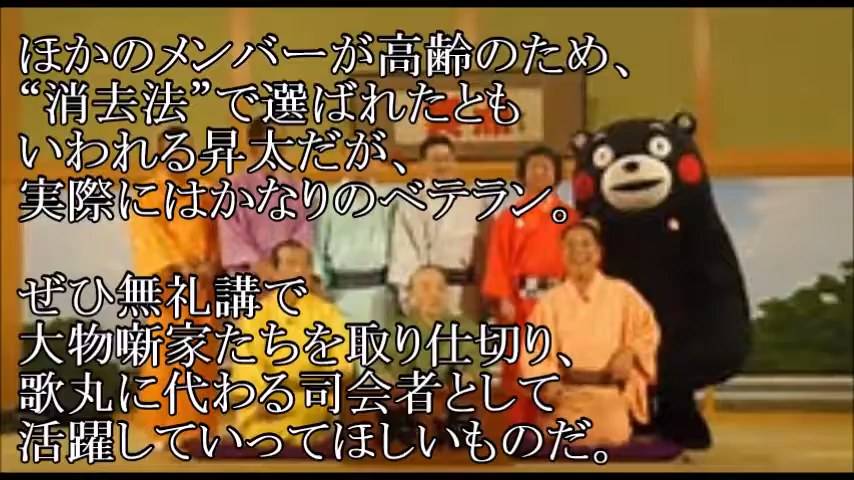 ほかのメンバーが高齢のため、
“消去法”で選ばれたとも
いわれる昇太だが、
実際にはかなりのベテラン。
ぜひ無礼講で
大物噺家たちを取り仕切り、
歌丸に代わる司会者として
活躍していってほしいものだ。